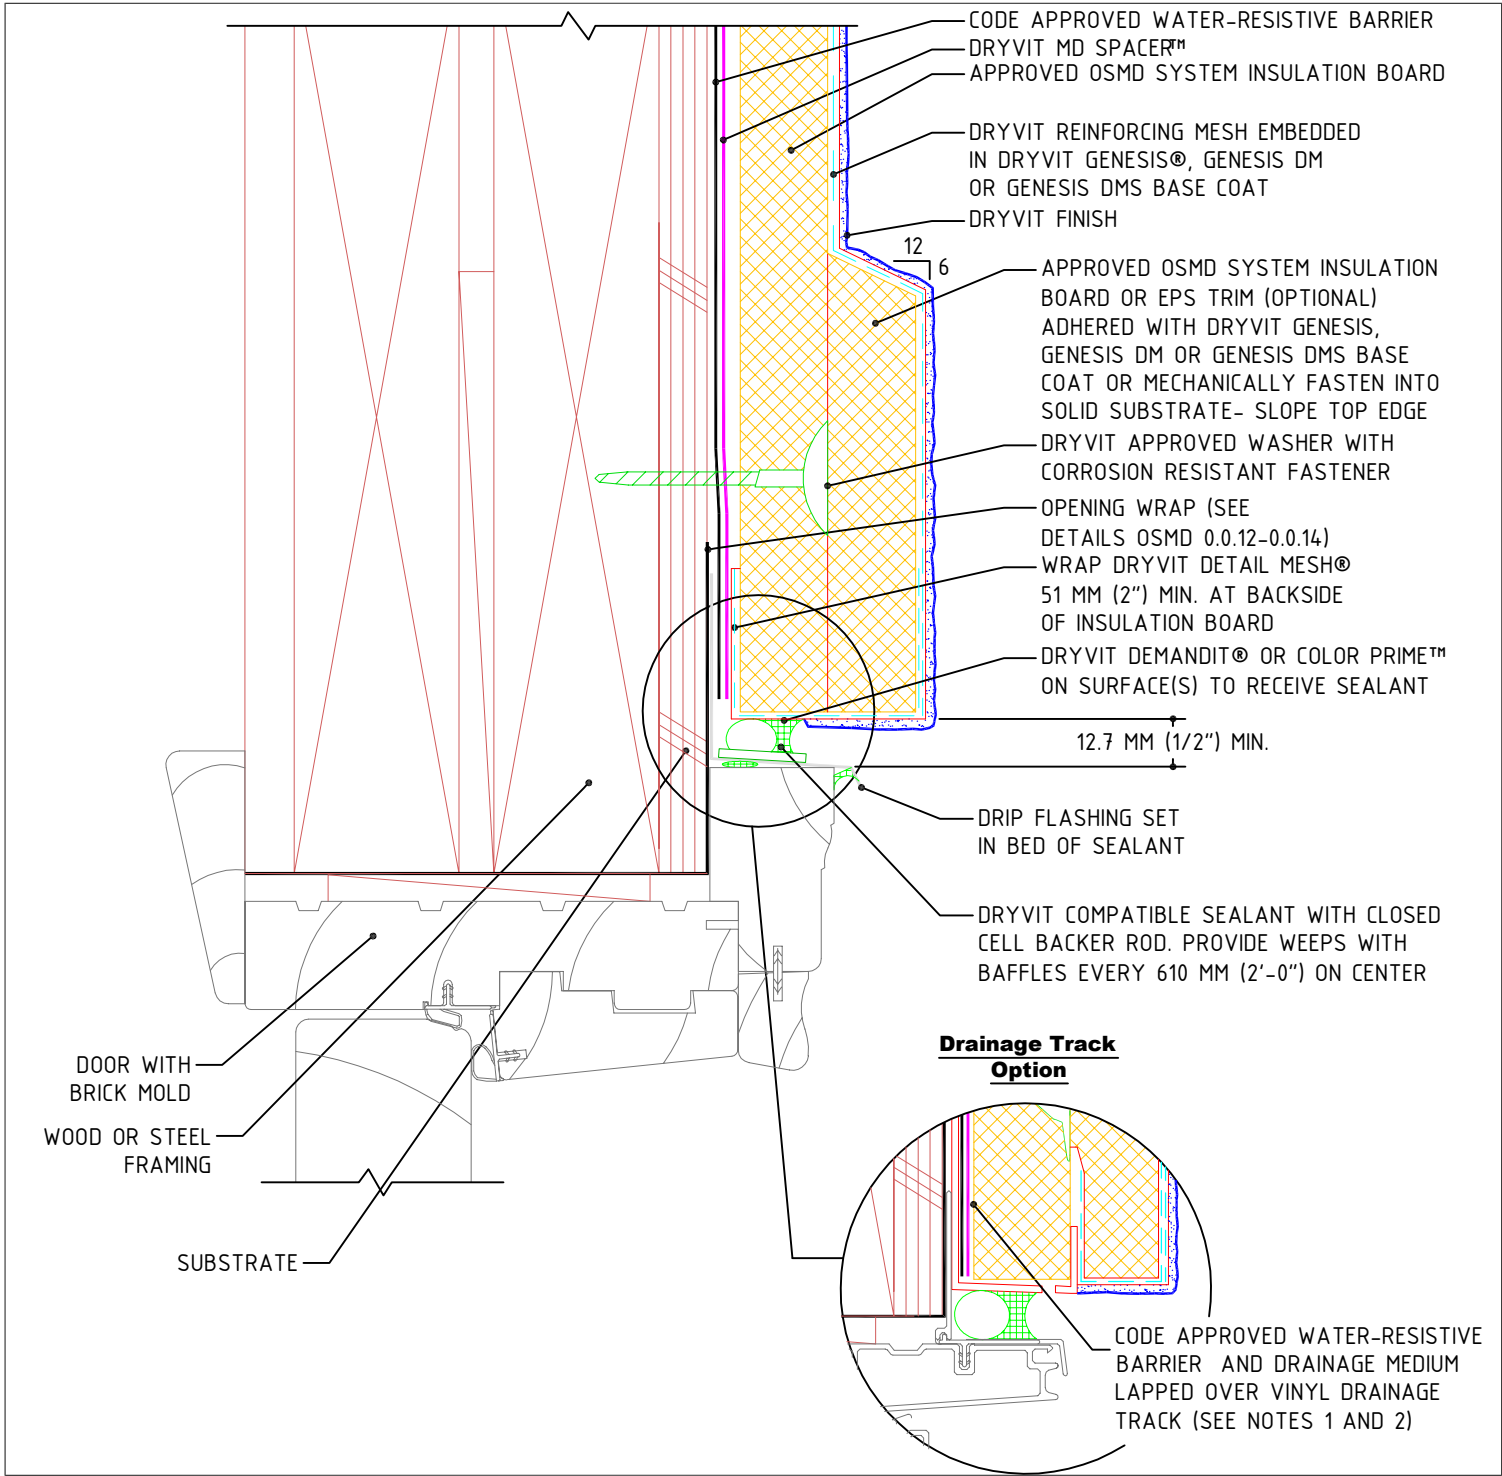 CODE APPROVED WATER-RESISTIVE BARRIER
DRYVIT MD SPACER™
APPROVED OSMD SYSTEM INSULATION BOARD
DRYVIT REINFORCING MESH EMBEDDED
IN DRYVIT GENESIS®, GENESIS DM
OR GENESIS DMS BASE COAT
DRYVIT FINISH
12
6
APPROVED OSMD SYSTEM INSULATION
BOARD OR EPS TRIM (OPTIONAL)
ADHERED WITH DRYVIT GENESIS,
GENESIS DM OR GENESIS DMS BASE
COAT OR MECHANICALLY FASTEN INTO
SOLID SUBSTRATE- SLOPE TOP EDGE
DRYVIT APPROVED WASHER WITH
CORROSION RESISTANT FASTENER
OPENING WRAP (SEE
DETAILS OSMD 0.0.12-0.0.14)
WRAP DRYVIT DETAIL MESH®
51 MM (2") MIN. AT BACKSIDE
OF INSULATION BOARD
DRYVIT DEMANDIT® OR COLOR PRIME™
ON SURFACE(S) TO RECEIVE SEALANT
12.7 MM (1/2") MIN.
DRIP FLASHING SET
IN BED OF SEALANT
DRYVIT COMPATIBLE SEALANT WITH CLOSED
CELL BACKER ROD. PROVIDE WEEPS WITH
BAFFLES EVERY 610 MM (2'-0") ON CENTER
DOOR WITH
BRICK MOLD
WOOD OR STEEL
FRAMING
SUBSTRATE
Drainage Track
Option
CODE APPROVED WATER-RESISTIVE
BARRIER AND DRAINAGE MEDIUM
LAPPED OVER VINYL DRAINAGE
TRACK (SEE NOTES 1 AND 2)